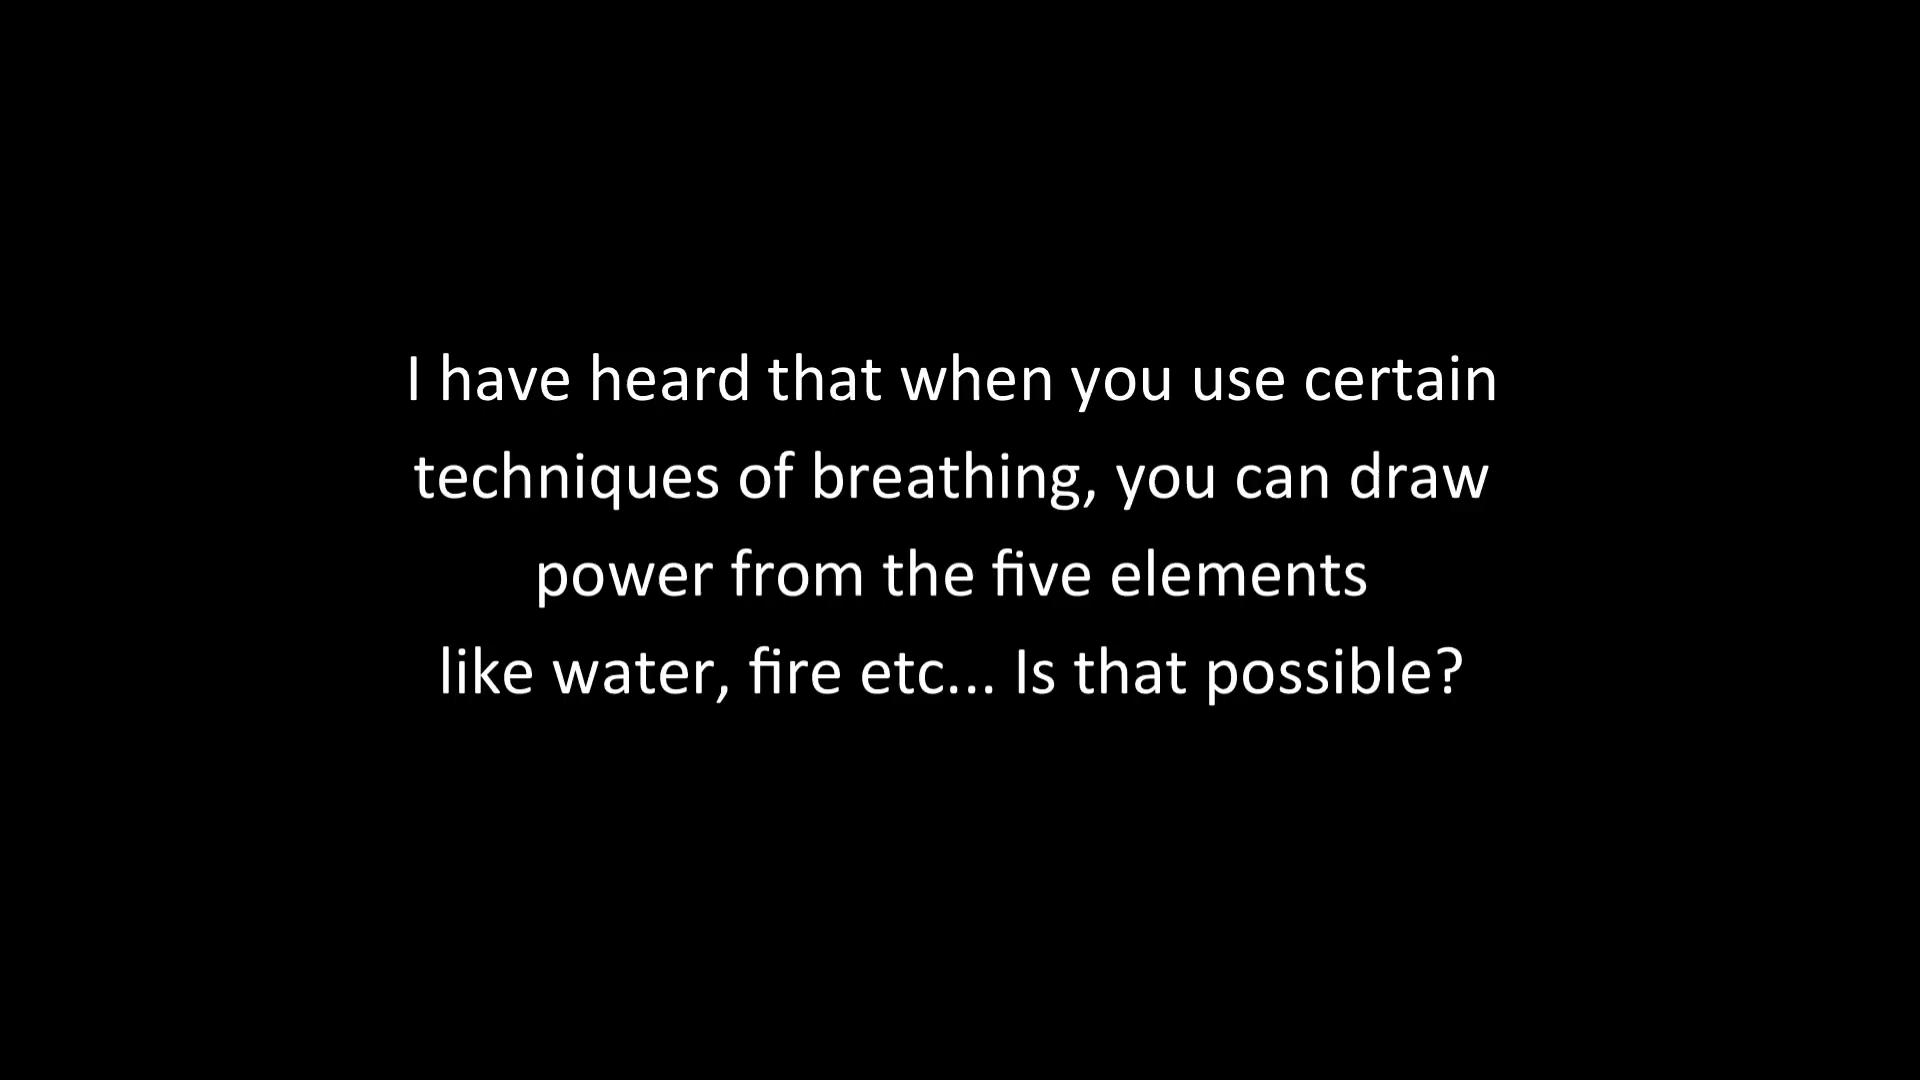 I have heard that when you use certain
techniques of breathing, you can draw
power from the five elements
like water, fire etc... Is that possible?